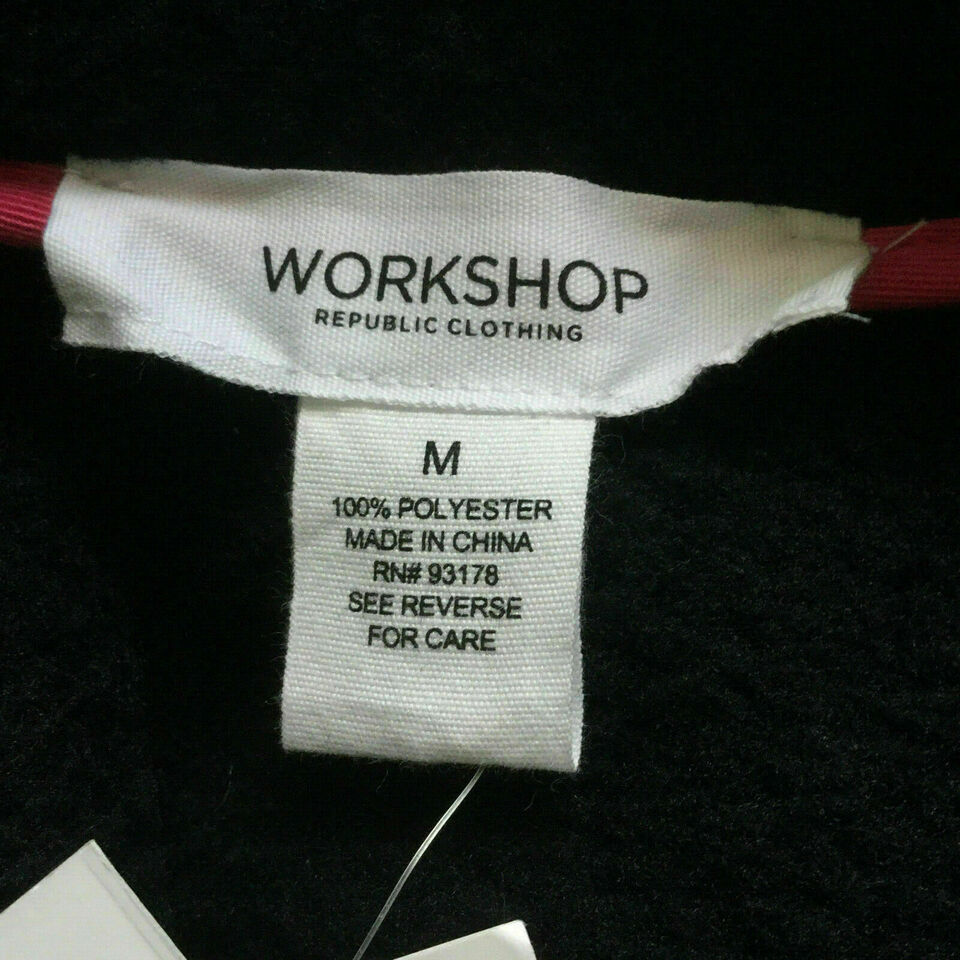 WORKSHOP
REPUBLIC CLOTHING
M
100% POLYESTER
MADE IN CHINA
RN# 93178
SEE REVERSE
FOR CARE